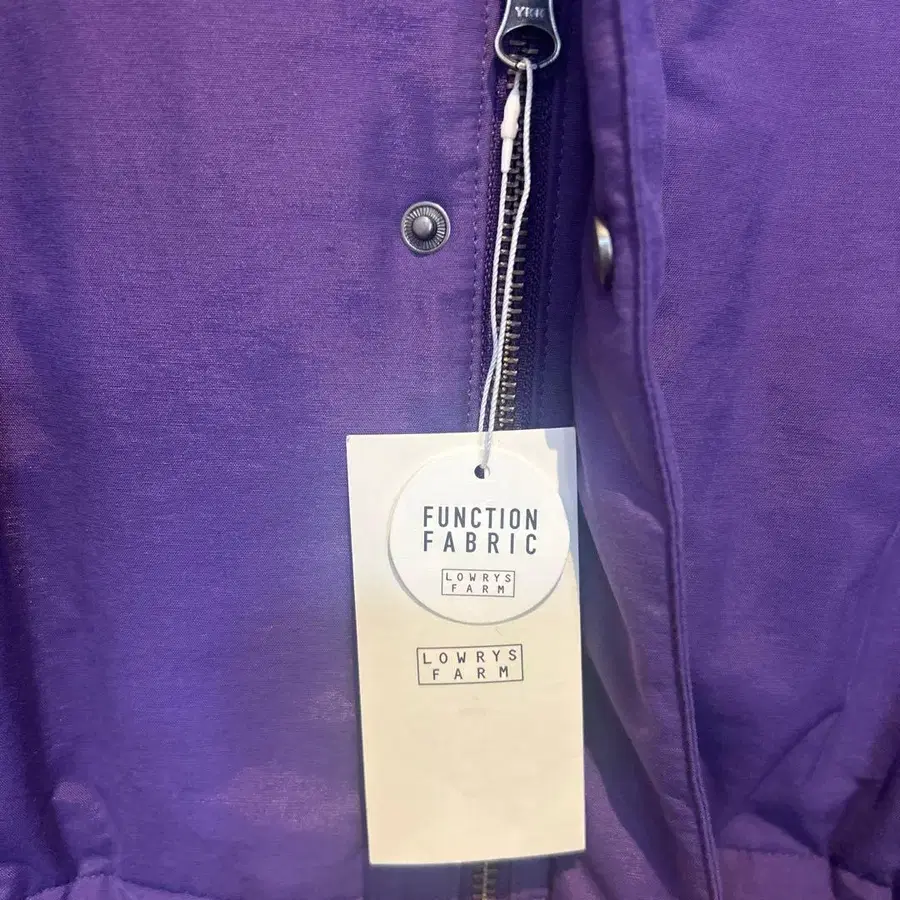 YKK
FUNCTION
FABRIC
LOWRYS
FARM
LOWRYS
FARM